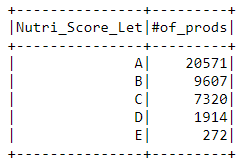 +---------------+---------+
|Nutri_Score_Let|#of_prods|
+---------------+---------+
|              A|    20571|
|              B|     9607|
|              C|     7320|
|              D|     1914|
|              E|      272|
+---------------+---------+